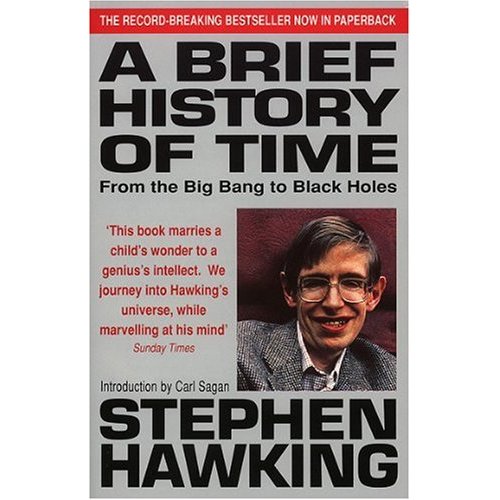 THE RECORD-BREAKING BESTSELLER NOW IN PAPERBACK
A BRIEF
HISTORY
OF TIME
From the Big Bang to Black Holes
'This book marries a
child's wonder to a
genius's intellect. We
journey into Hawking's
universe, while
marvelling at his mind'
Sunday Times
Introduction by Carl Sagan
STEPHEN
HAWKING